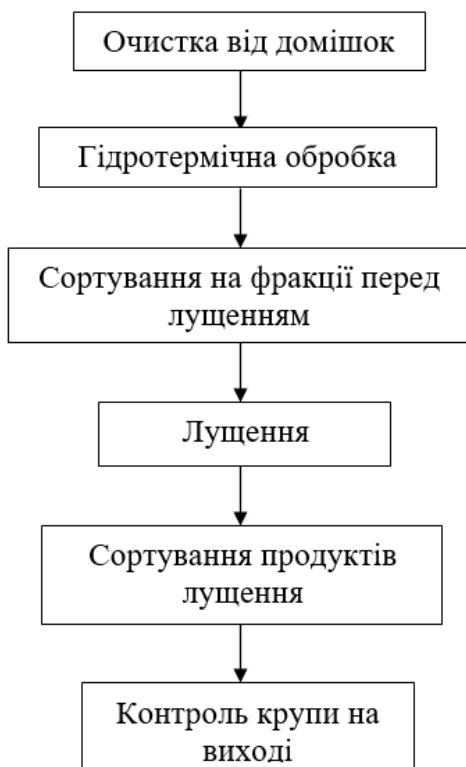 Очистка від домішок
Гідротермічна обробка
Сортування на фракції перед
лущенням
Лущення
Сортування продуктів
лущення
Контроль крупи на
виході